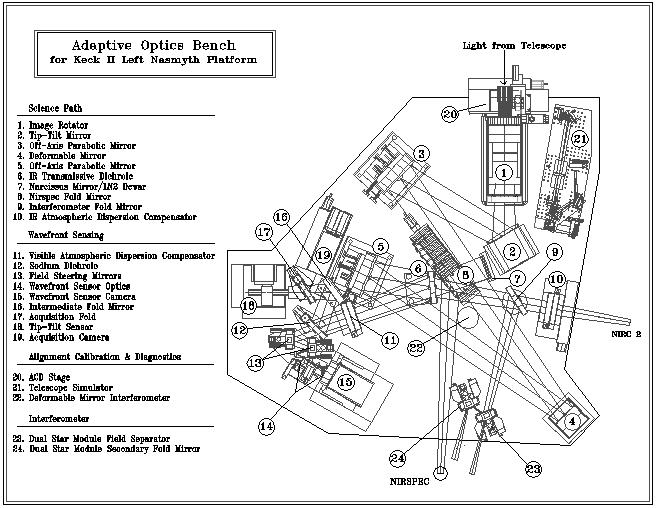 Adaptive Optics Bench
for Keck II Left Nasmyth Platform
Light from Telescope
Science Path
1. Image Rotator
2. Tip-Tilt Mirror
3. Off-Axis Parabolic Mirror
4. Deformable Mirror
5. Off-Axis Parabolic Mirror
6. IR Transmissive Dichroic
7. Narcissus Mirror/LN2 Dewar
8. Nirspec Fold Mirror
9. Interferometer Fold Mirror
10. IR Atmospheric Dispersion Compensator
Wavefront Sensing
11. Visible Atmospheric Dispersion Compensator
12. Sodium Dichroic
13. Field Steering Mirrors
14. Wavefront Sensor Optics
15. Wavefront Sensor Camera
16. Intermediate Fold Mirror
17. Acquisition Fold
18. Tip-Tilt Sensor
19. Acquisition Camera
Alignment Calibration & Diagnostics
20. ACD Stage
21. Telescope Simulator
22. Deformable Mirror Interferometer
Interferometer
23. Dual Star Module Field Separator
24. Dual Star Module Secondary Fold Mirror
20
21
3
1
16
17
19
5
2
9
6
8
7
10
18
12
11
22
NIRC 2
13
15
4
14
24
23
NIRSPEC